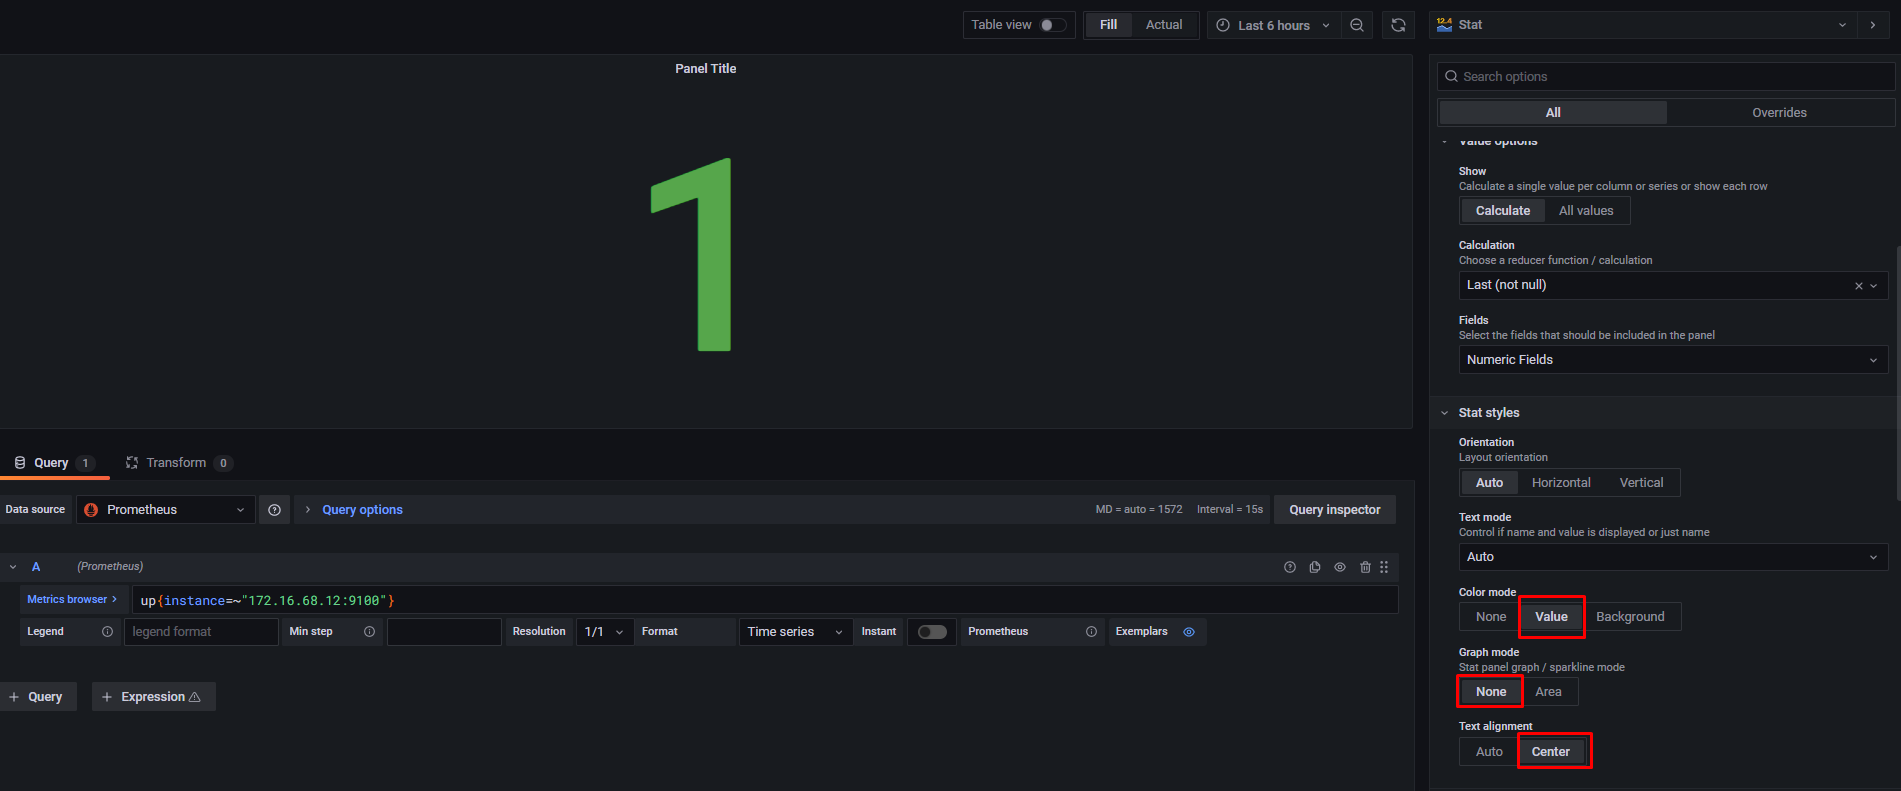 Table view
Fill
Actual
Last 6 hours
12.4
Stat
Panel Title
1
Search options
All
Overrides
Value options
Show
Calculate a single value per column or series or show each row
Calculate
All values
Calculation
Choose a reducer function / calculation
Last (not null)
Fields
Select the fields that should be included in the panel
Numeric Fields
Stat styles
Orientation
Layout orientation
Auto
Horizontal
Vertical
Text mode
Control if name and value is displayed or just name
Auto
Color mode
None
Value
Background
Graph mode
Stat panel graph / sparkline mode
None
Area
Text alignment
Auto
Center
Query 1
Transform 0
Data source
Prometheus
Query options
MD = auto = 1572
Interval = 15s
Query inspector
A
(Prometheus)
Metrics browser >
up{instance=~"172.16.68.12:9100"}
Legend
legend format
Min step
Resolution
1/1
Format
Time series
Instant
Prometheus
Exemplars
+ Query
+ Expression